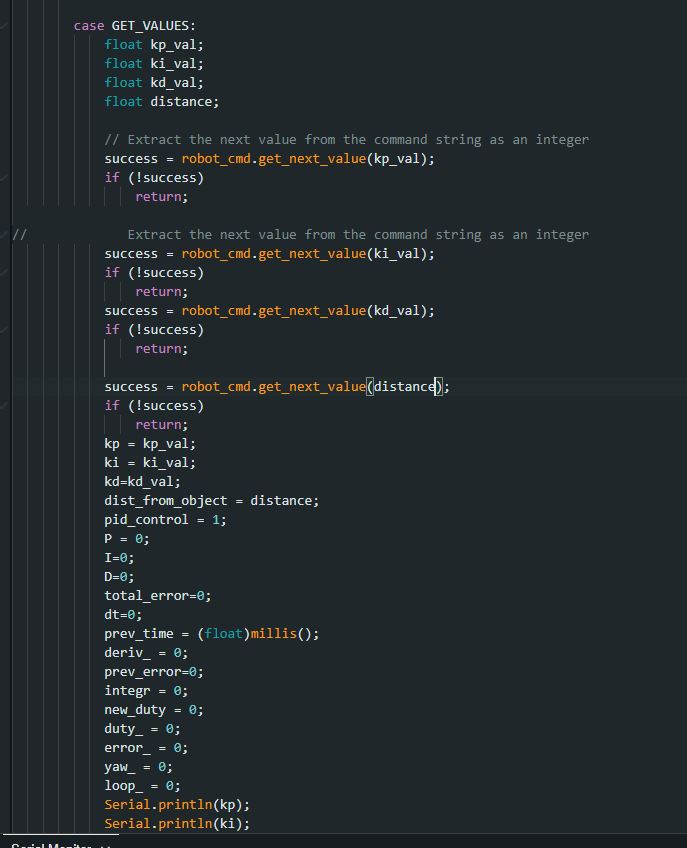 case GET_VALUES:
float kp_val;
float ki_val;
float kd_val;
float distance;
// Extract the next value from the command string as an integer
success = robot_cmd.get_next_value(kp_val);
if (!success)
return;
// Extract the next value from the command string as an integer
success = robot_cmd.get_next_value(ki_val);
if (!success)
return;
success = robot_cmd.get_next_value(kd_val);
if (!success)
return;
success = robot_cmd.get_next_value(distance);
if (!success)
return;
kp = kp_val;
ki = ki_val;
kd=kd_val;
dist_from_object = distance;
pid_control = 1;
P = 0;
I=0;
D=0;
total_error=0;
dt=0;
prev_time = (float)millis();
deriv_ = 0;
prev_error=0;
integr = 0;
new_duty = 0;
duty_ = 0;
error_ = 0;
yaw_ = 0;
loop_ = 0;
Serial.println(kp);
Serial.println(ki);